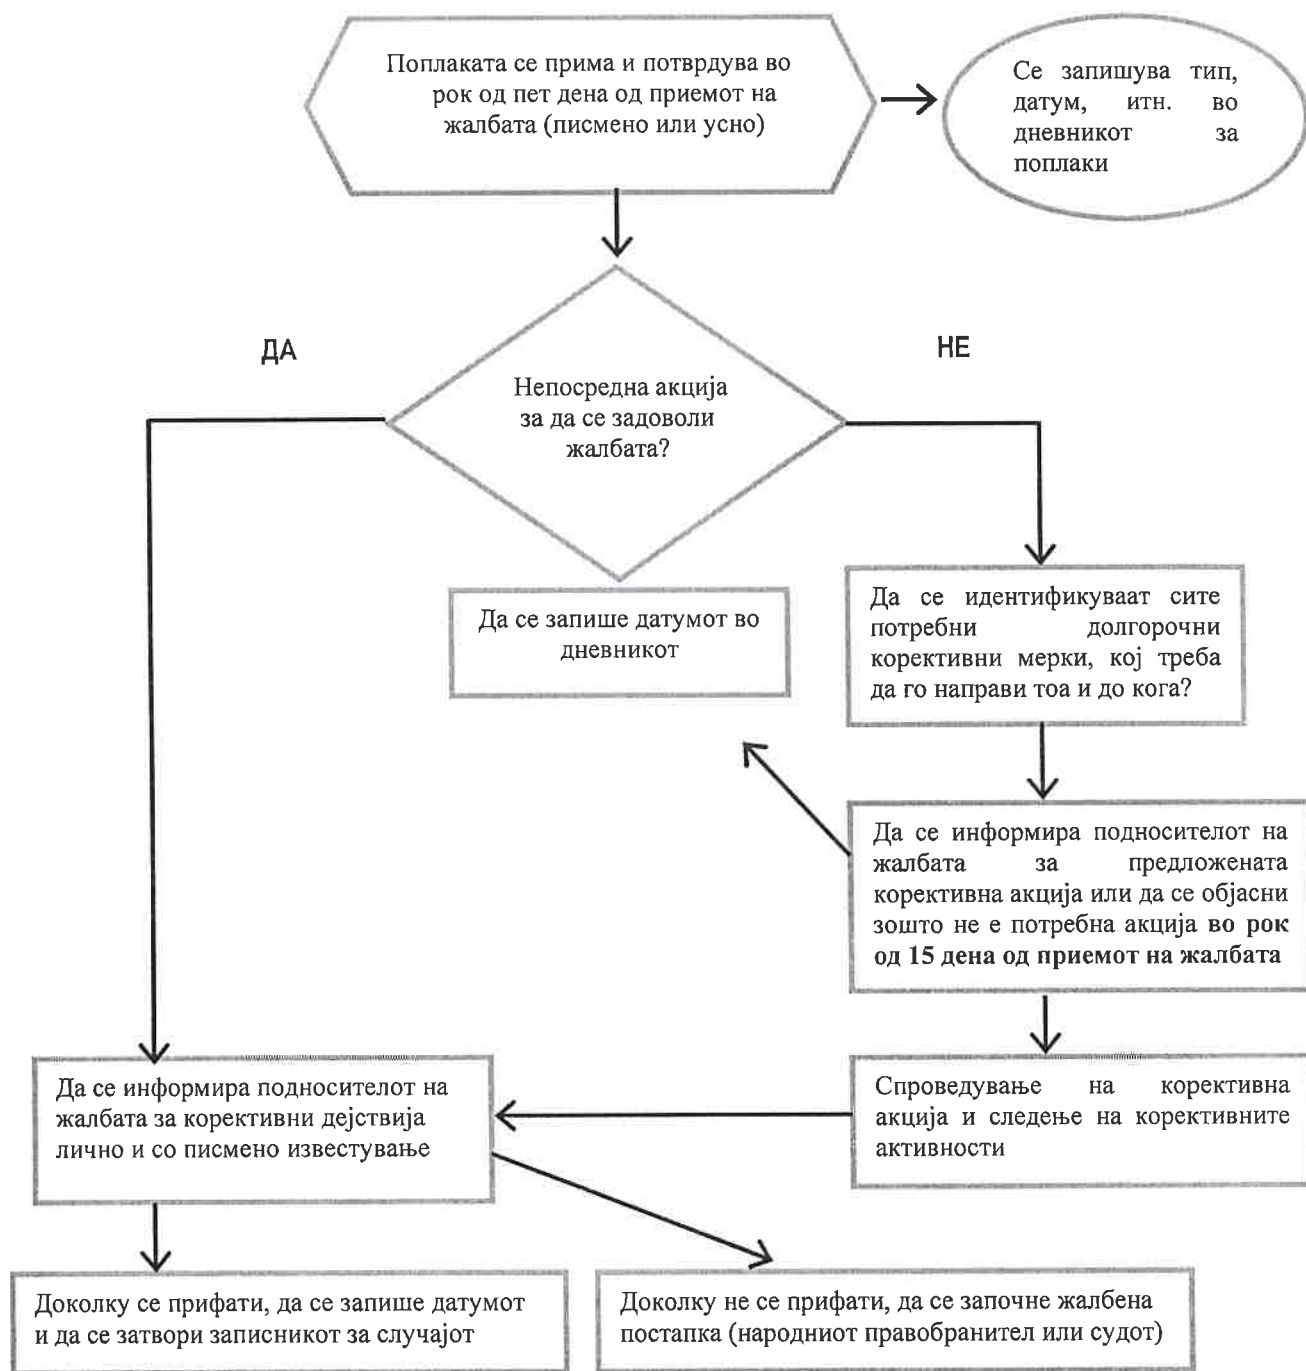 Поплаката се прима и потврдува во
рок од пет дена од приемот на
жалбата (писмено или усно)
Се запишува тип,
датум, итн. во
дневникот за
поплаки
ДА
НЕ
Непосредна акција
за да се задоволи
жалбата?
Да се запише датумот во
дневникот
Да се идентификуваат сите
потребни долгорочни
корективни мерки, кој треба
да го направи тоа и до кога?
Да се информира подносителот на
жалбата за предложената
корективна акција или да се објасни
зошто не е потребна акција во рок
од 15 дена од приемот на жалбата
Да се информира подносителот на
жалбата за корективни дејствија
лично и со писмено известување
Спроведување на корективна
акција и следење на корективните
активности
Доколку се прифати, да се запише датумот
и да се затвори записникот за случајот
Доколку не се прифати, да се започне жалбена
постапка (народниот правобранител или судот)